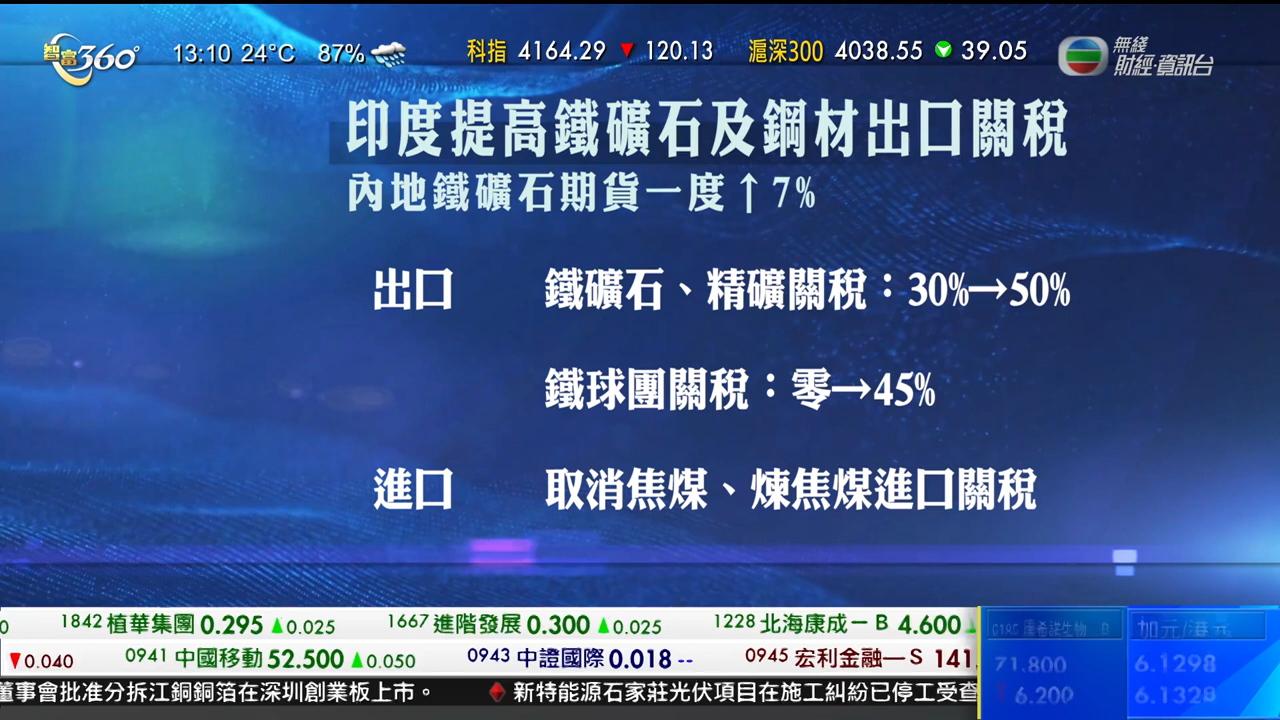 智富360°
13:10 24°C 87% 科指 4164.29 ▼ 120.13 滬深300 4038.55 39.05
無綫
財經·資訊台
印度提高鐵礦石及鋼材出口關稅
內地鐵礦石期貨一度↑7%
出口 鐵礦石、精礦關稅：30%→50%
鐵球團關稅：零→45%
進口 取消焦煤、煉焦煤進口關稅
0 1842 植華集團 0.295 ▲0.025 1667 進階發展 0.300 ▲0.025 1228 北海康成－B 4.600
▼0.040 0941 中國移動 52.500 ▲0.050 0943 中證國際 0.018 -- 0945 宏利金融－S 141.
董事會批准分拆江銅銅箔在深圳創業板上市。 ◆ 新特能源石家莊光伏項目在施工糾紛已停工受查
加元/港元
71.800 6.1298
6.200 6.1328